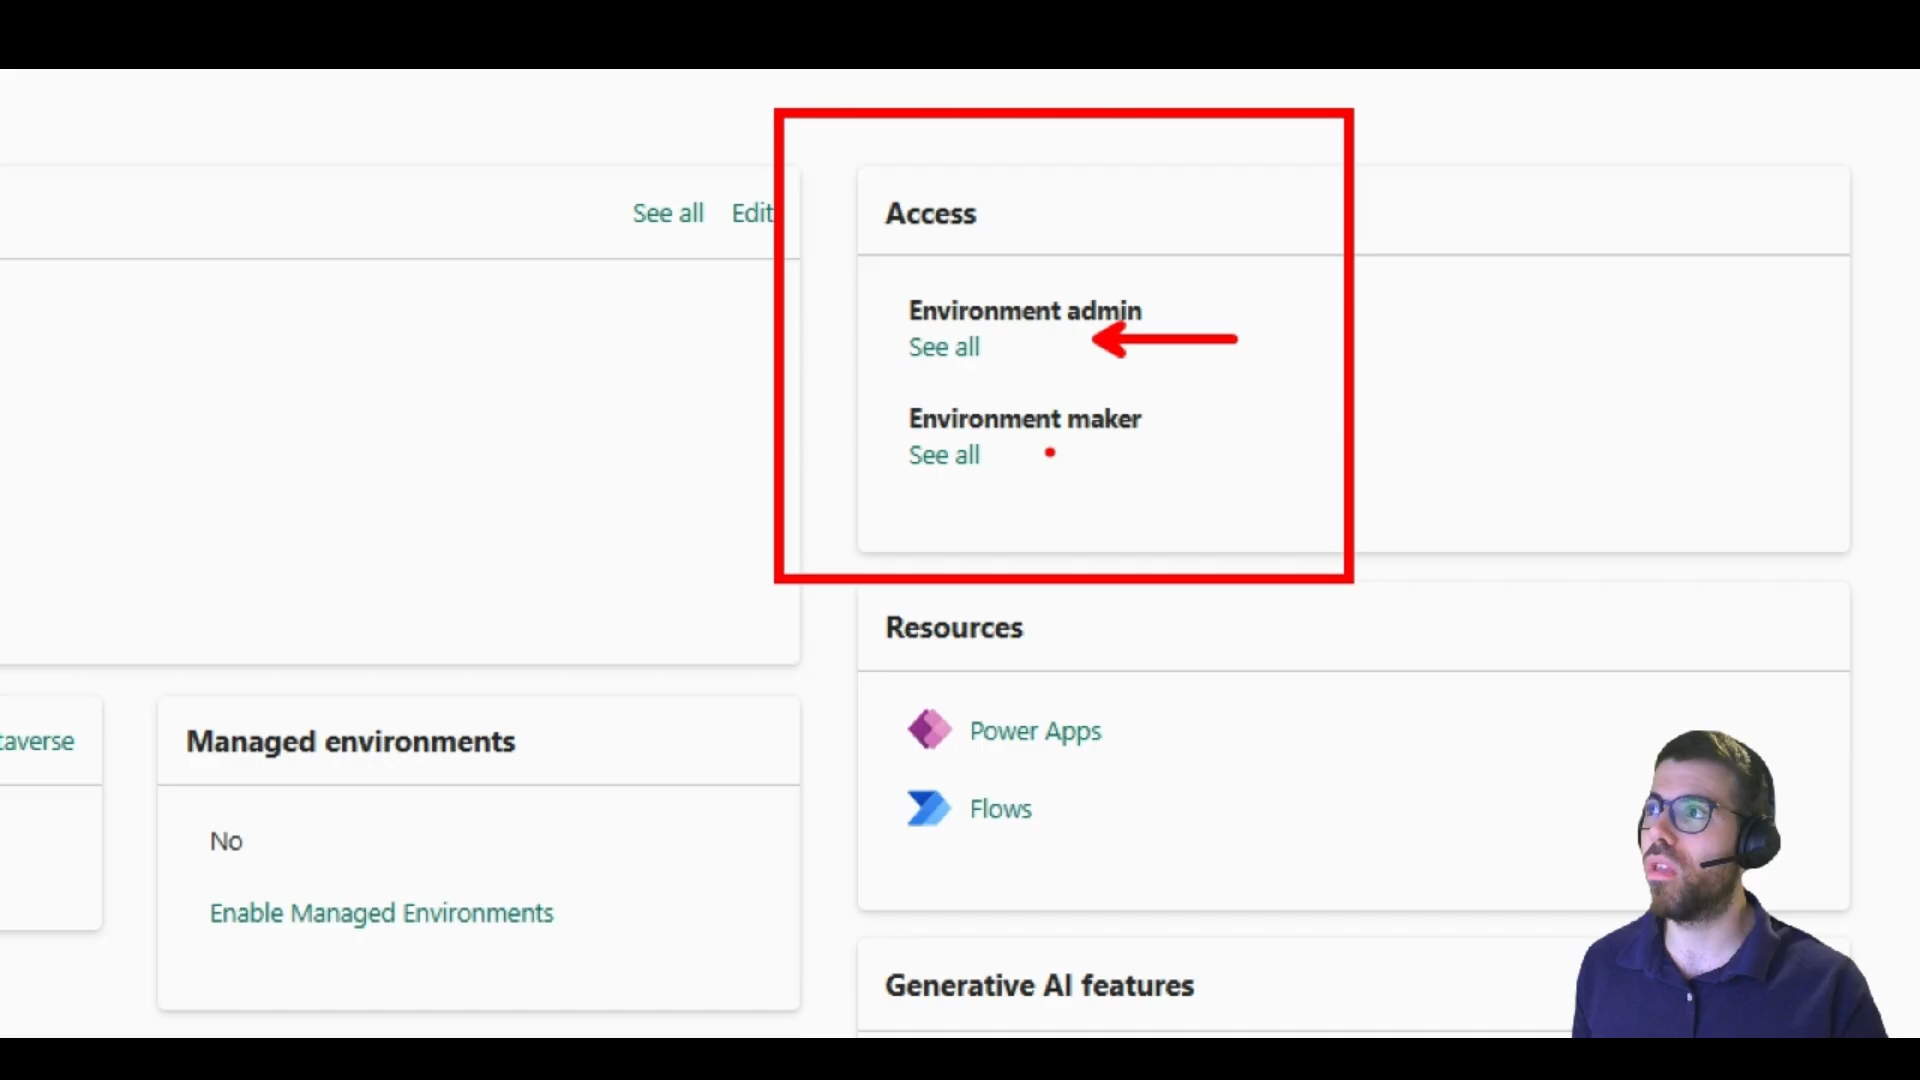 See all Edit
Access
Environment admin
See all
Environment maker
See all
Resources
Power Apps
Flows
taverse
Managed environments
No
Enable Managed Environments
Generative AI features